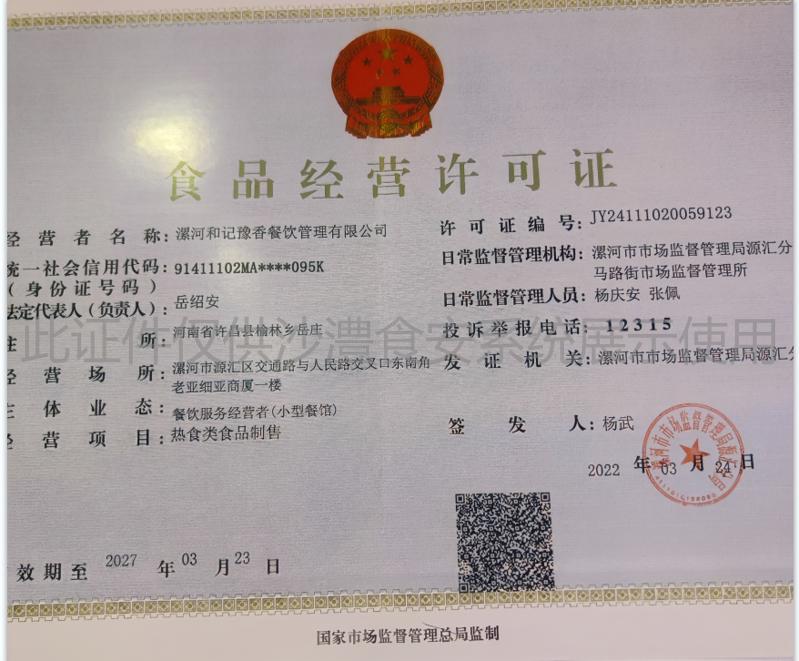 食品经营许可证
经营者名称：漯河和记豫香餐饮管理有限公司
统一社会信用代码：91411102MA****095K
（身份证号码）
法定代表人（负责人）：岳绍安
住所：河南省许昌县榆林乡岳庄
经营场所：漯河市源汇区交通路与人民路交叉口东南角
老亚细亚商厦一楼
主体业态：餐饮服务经营者(小型餐馆)
经营项目：热食类食品制售
许可证编号：JY24111020059123
日常监督管理机构：漯河市市场监督管理局源汇分
马路街市场监督管理所
日常监督管理人员：杨庆安 张佩
投诉举报电话：12315
发证机关：漯河市市场监督管理局源汇分
签发人：杨武
2022 年 03 月 24 日
效期至 2027 年 03 月 23 日
国家市场监督管理总局监制
此证件仅供沙澧食安系统展示使用